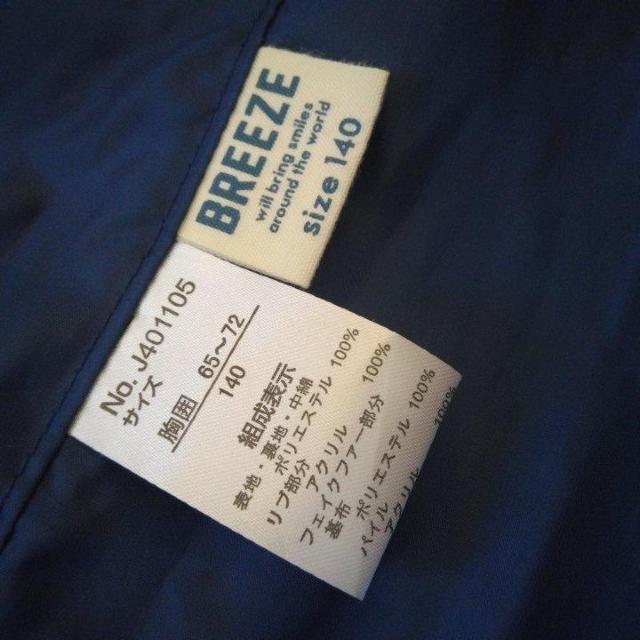 BREEZE
will bring smiles
around the world
size 140
No. J401105
サイズ
胸囲 65〜72
140
組成表示
表地・裏地・中綿
ポリエステル 100%
リブ部分
アクリル 100%
フェイクファー部分
基布 ポリエステル 100%
パイル
アクリル 100%